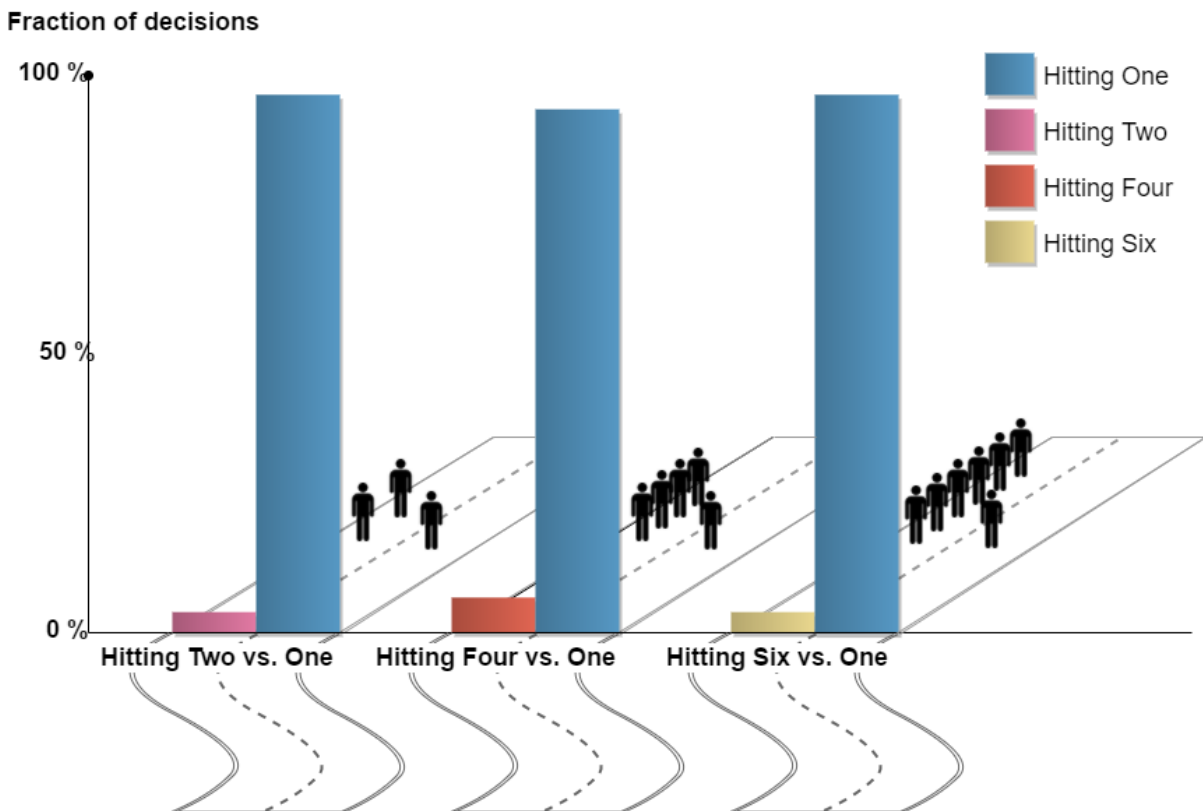 Fraction of decisions
100 %
Hitting One
Hitting Two
Hitting Four
Hitting Six
50 %
0 %
Hitting Two vs. One
Hitting Four vs. One
Hitting Six vs. One